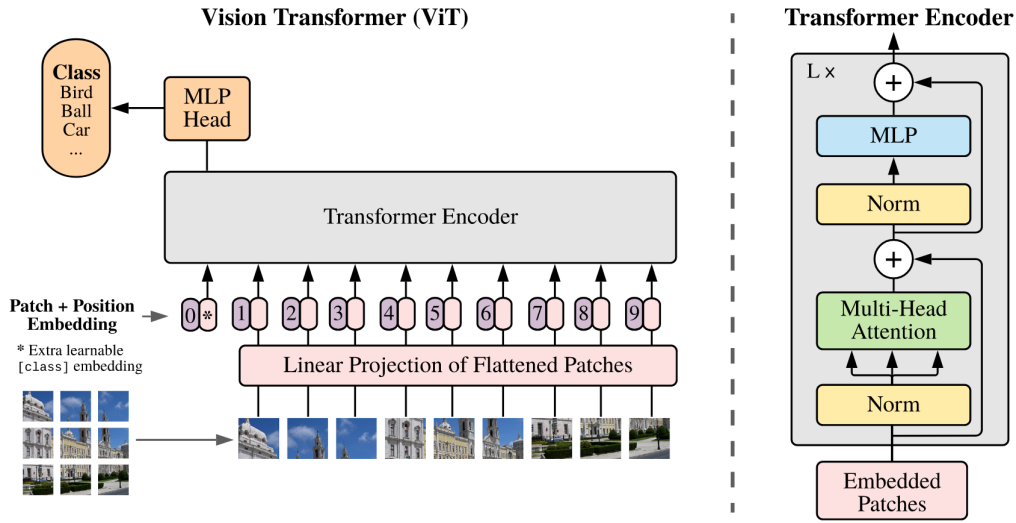 Vision Transformer (ViT)
Class
Bird
Ball
Car
...
MLP
Head
Transformer Encoder
Patch + Position
Embedding
0 * 1 2 3 4 5 6 7 8 9
* Extra learnable
[class] embedding
Linear Projection of Flattened Patches
Transformer Encoder
L ×
+
MLP
Norm
+
Multi-Head
Attention
Norm
Embedded
Patches